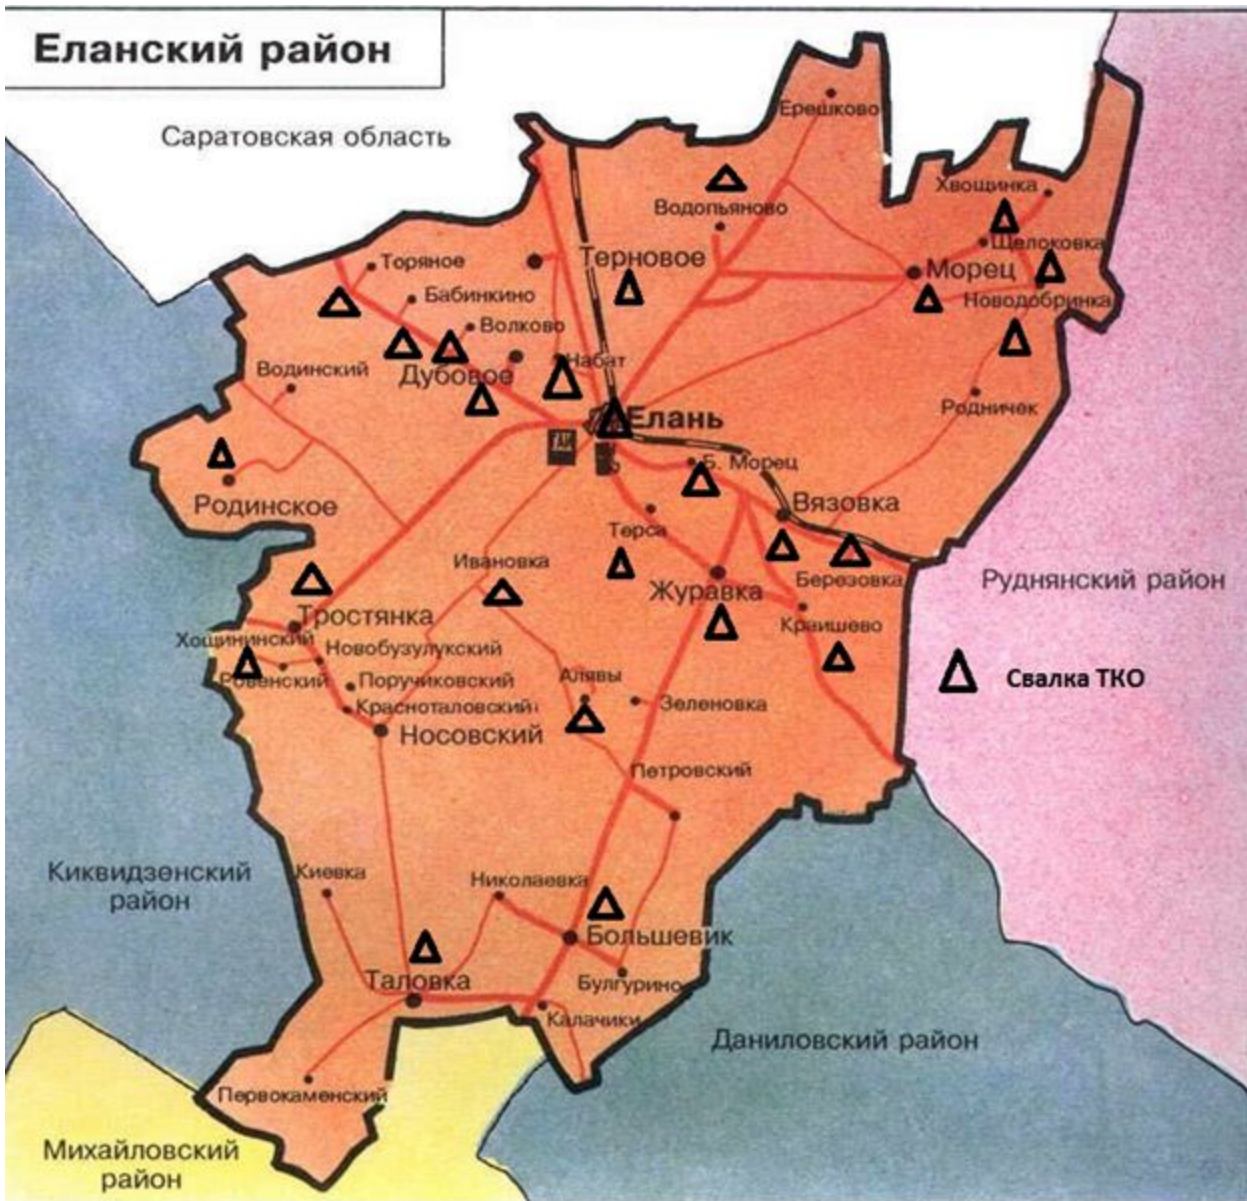 Еланский район
Саратовская область
Ерешково
Хвощинка
Водопьяново
Щелоковка
Терновое
Торяное
Морец
Бабинкино
Новодобринка
Волково
Набат
Водинский
Дубовое
Родничек
Елань
ГАИ
Б. Морец
Родинское
Вязовка
Терса
Ивановка
Березовка
Руднянский район
Журавка
Тростянка
Краишево
Хощининский
Новобузулукский
Ровенский
Поручиковский
Алявы
Свалка ТКО
Красноталовский
Зеленовка
Носовский
Петровский
Киквидзенский
район
Киевка
Николаевка
Большевик
Таловка
Булгурино
Калачики
Даниловский район
Первокаменский
Михайловский
район